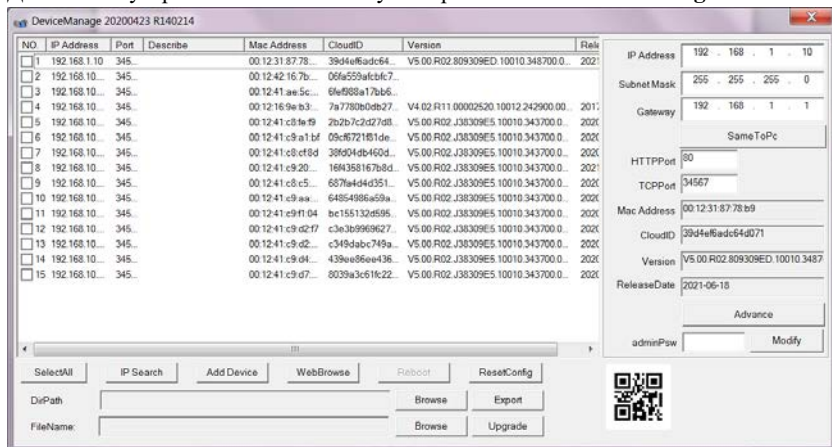 DeviceManage 20200423 R140214
NO. IP Address Port Describe Mac Address CloudID Version Rele
1 192.168.1.10 345... 00:12:31:87:78:... 39d4ef6adc64... V5.00.R02.809309ED.10010.348700.0... 2021
2 192.168.10.... 345... 00:12:42:16:7b:... 06fa559afcbfc7...
3 192.168.10.... 345... 00:12:41:ae:5c:... 6fef988a17bb6...
4 192.168.10.... 345... 00:12:16:9e:b3:... 7a7780b0db27... V4.02.R11.00002520.10012.242900.00... 2017
5 192.168.10.... 345... 00:12:41:c8:fe:f9 2b2b7c2d27d8... V5.00.R02.J38309E5.10010.343700.0... 2020
6 192.168.10.... 345... 00:12:41:c9:a1:bf 09cf6721f81de... V5.00.R02.J38309E5.10010.343700.0... 2020
7 192.168.10.... 345... 00:12:41:c8:cf:8d 38fd04db460d... V5.00.R02.J38309E5.10010.343700.0... 2020
8 192.168.10.... 345... 00:12:41:c9:20:... 16f4358167b8d... V5.00.R02.J38309E5.10010.343700.0... 2021
9 192.168.10.... 345... 00:12:41:c8:c5:... 687fa4d4d351... V5.00.R02.J38309E5.10010.343700.0... 2020
10 192.168.10.... 345... 00:12:41:c9:aa:... 64854986a59a... V5.00.R02.J38309E5.10010.343700.0... 2020
11 192.168.10.... 345... 00:12:41:c9:f1:04 bc155132d595... V5.00.R02.J38309E5.10010.343700.0... 2020
12 192.168.10.... 345... 00:12:41:c9:d2:f7 c3e3b9969627... V5.00.R02.J38309E5.10010.343700.0... 2020
13 192.168.10.... 345... 00:12:41:c9:d2:... c349dabc749a... V5.00.R02.J38309E5.10010.343700.0... 2020
14 192.168.10.... 345... 00:12:41:c9:d4:... 439ee86ee436... V5.00.R02.J38309E5.10010.343700.0... 2020
15 192.168.10.... 345... 00:12:41:c9:d7:... 8039a3c61fc22... V5.00.R02.J38309E5.10010.343700.0... 2020
IP Address 192 . 168 . 1 . 10
Subnet Mask 255 . 255 . 255 . 0
Gateway 192 . 168 . 1 . 1
SameToPc
HTTPPort 80
TCPPort 34567
Mac Address 00:12:31:87:78:b9
CloudID 39d4ef6adc64d071
Version V5.00.R02.809309ED.10010.3487
ReleaseDate 2021-06-18
Advance
adminPsw Modify
SelectAll IP Search Add Device WebBrowse Reboot ResetConfig
DirPath Browse Export
FileName: Browse Upgrade